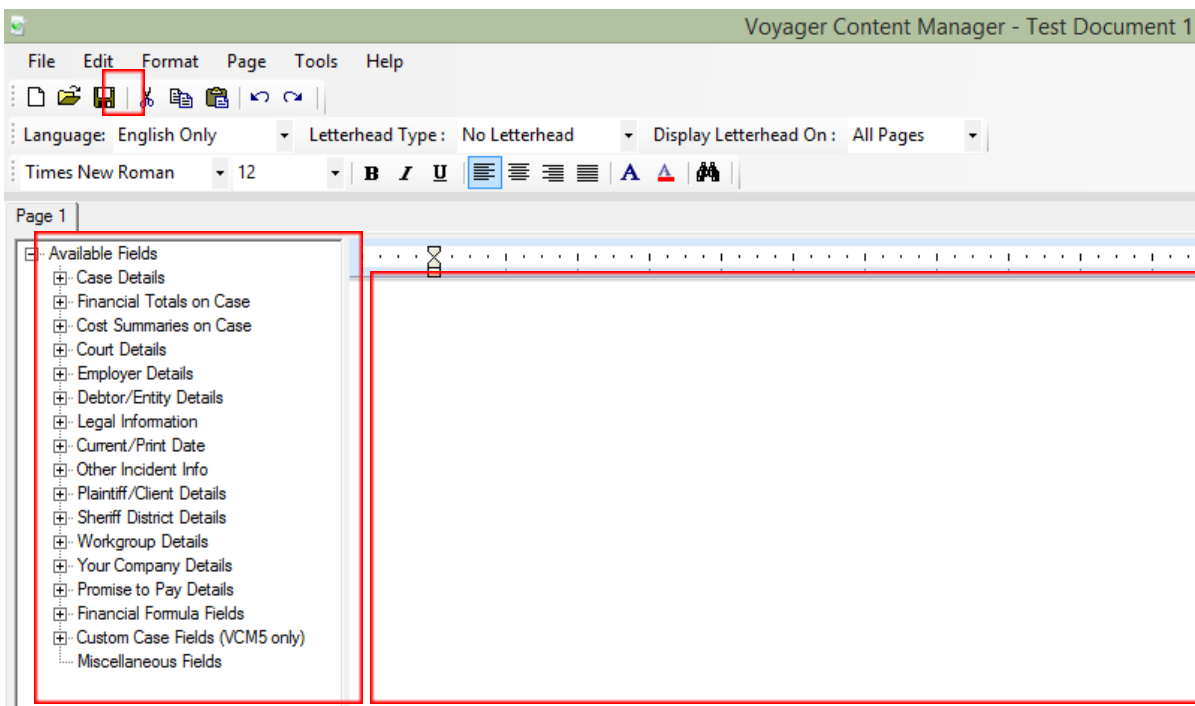 Voyager Content Manager - Test Document 1
File Edit Format Page Tools Help
Language: English Only Letterhead Type : No Letterhead Display Letterhead On : All Pages
Times New Roman 12 B I U A A
Page 1
Available Fields
Case Details
Financial Totals on Case
Cost Summaries on Case
Court Details
Employer Details
Debtor/Entity Details
Legal Information
Current/Print Date
Other Incident Info
Plaintiff/Client Details
Sheriff District Details
Workgroup Details
Your Company Details
Promise to Pay Details
Financial Formula Fields
Custom Case Fields (VCM5 only)
Miscellaneous Fields